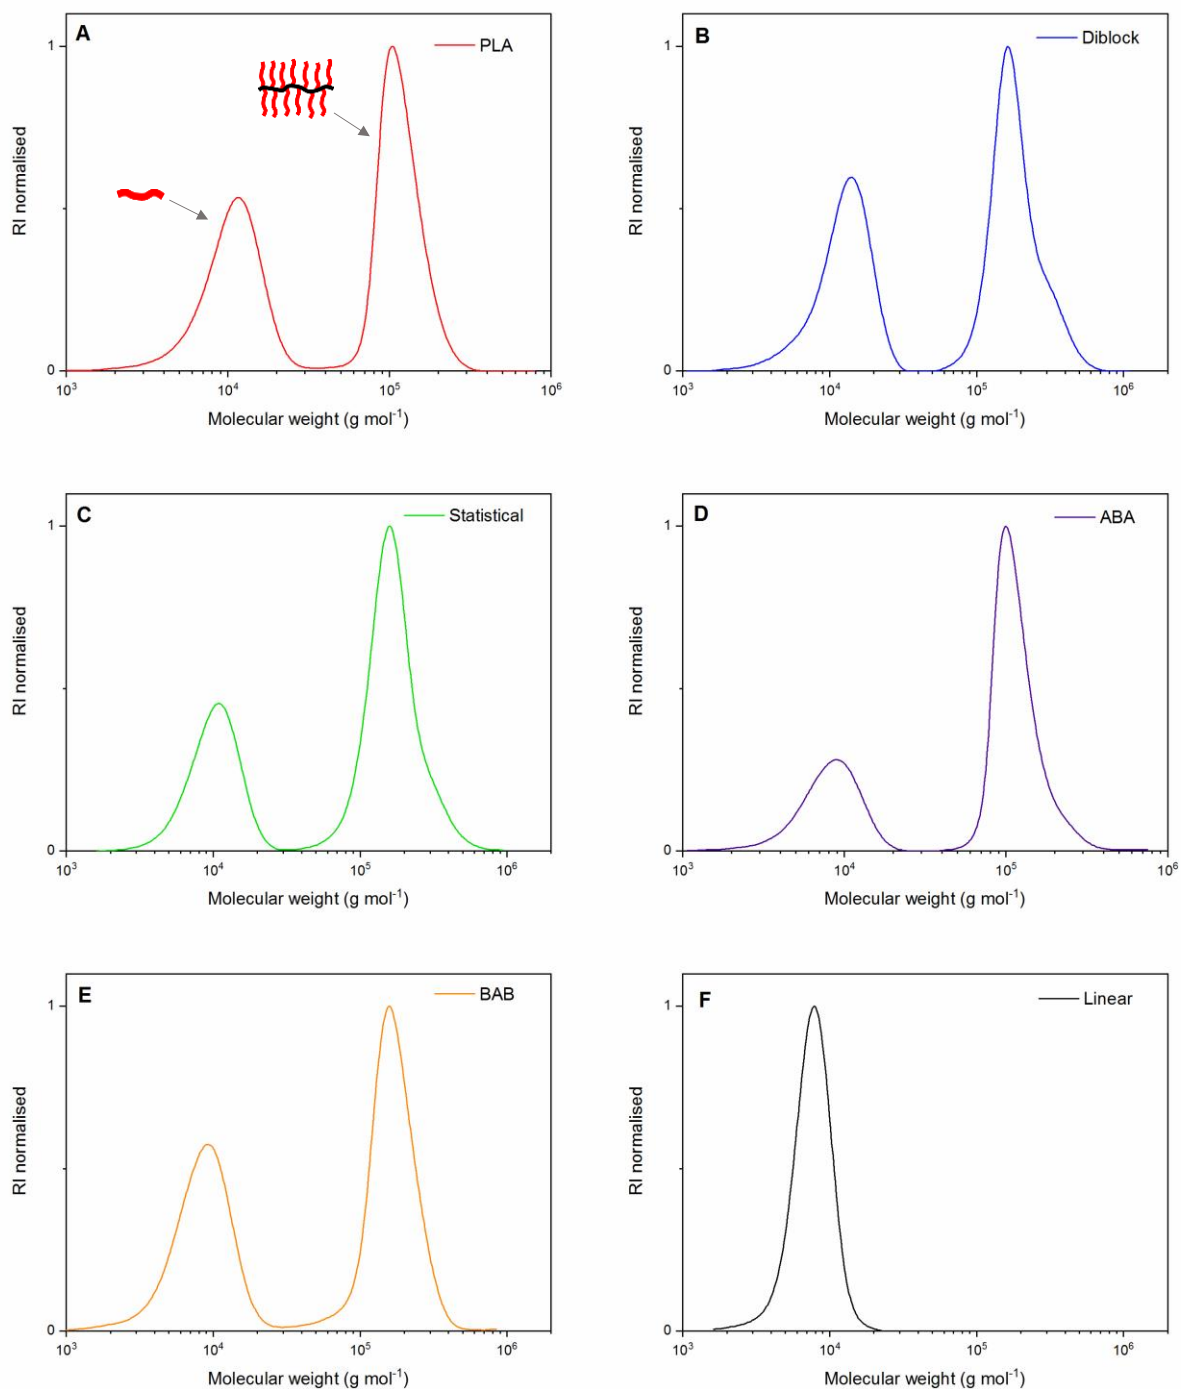 A
PLA
1
RI normalised
0
10³ 10⁴ 10⁵ 10⁶
Molecular weight (g mol⁻¹)
B
Diblock
1
RI normalised
0
10³ 10⁴ 10⁵ 10⁶
Molecular weight (g mol⁻¹)
C
Statistical
1
RI normalised
0
10³ 10⁴ 10⁵ 10⁶
Molecular weight (g mol⁻¹)
D
ABA
1
RI normalised
0
10³ 10⁴ 10⁵ 10⁶
Molecular weight (g mol⁻¹)
E
BAB
1
RI normalised
0
10³ 10⁴ 10⁵ 10⁶
Molecular weight (g mol⁻¹)
F
Linear
1
RI normalised
0
10³ 10⁴ 10⁵ 10⁶
Molecular weight (g mol⁻¹)